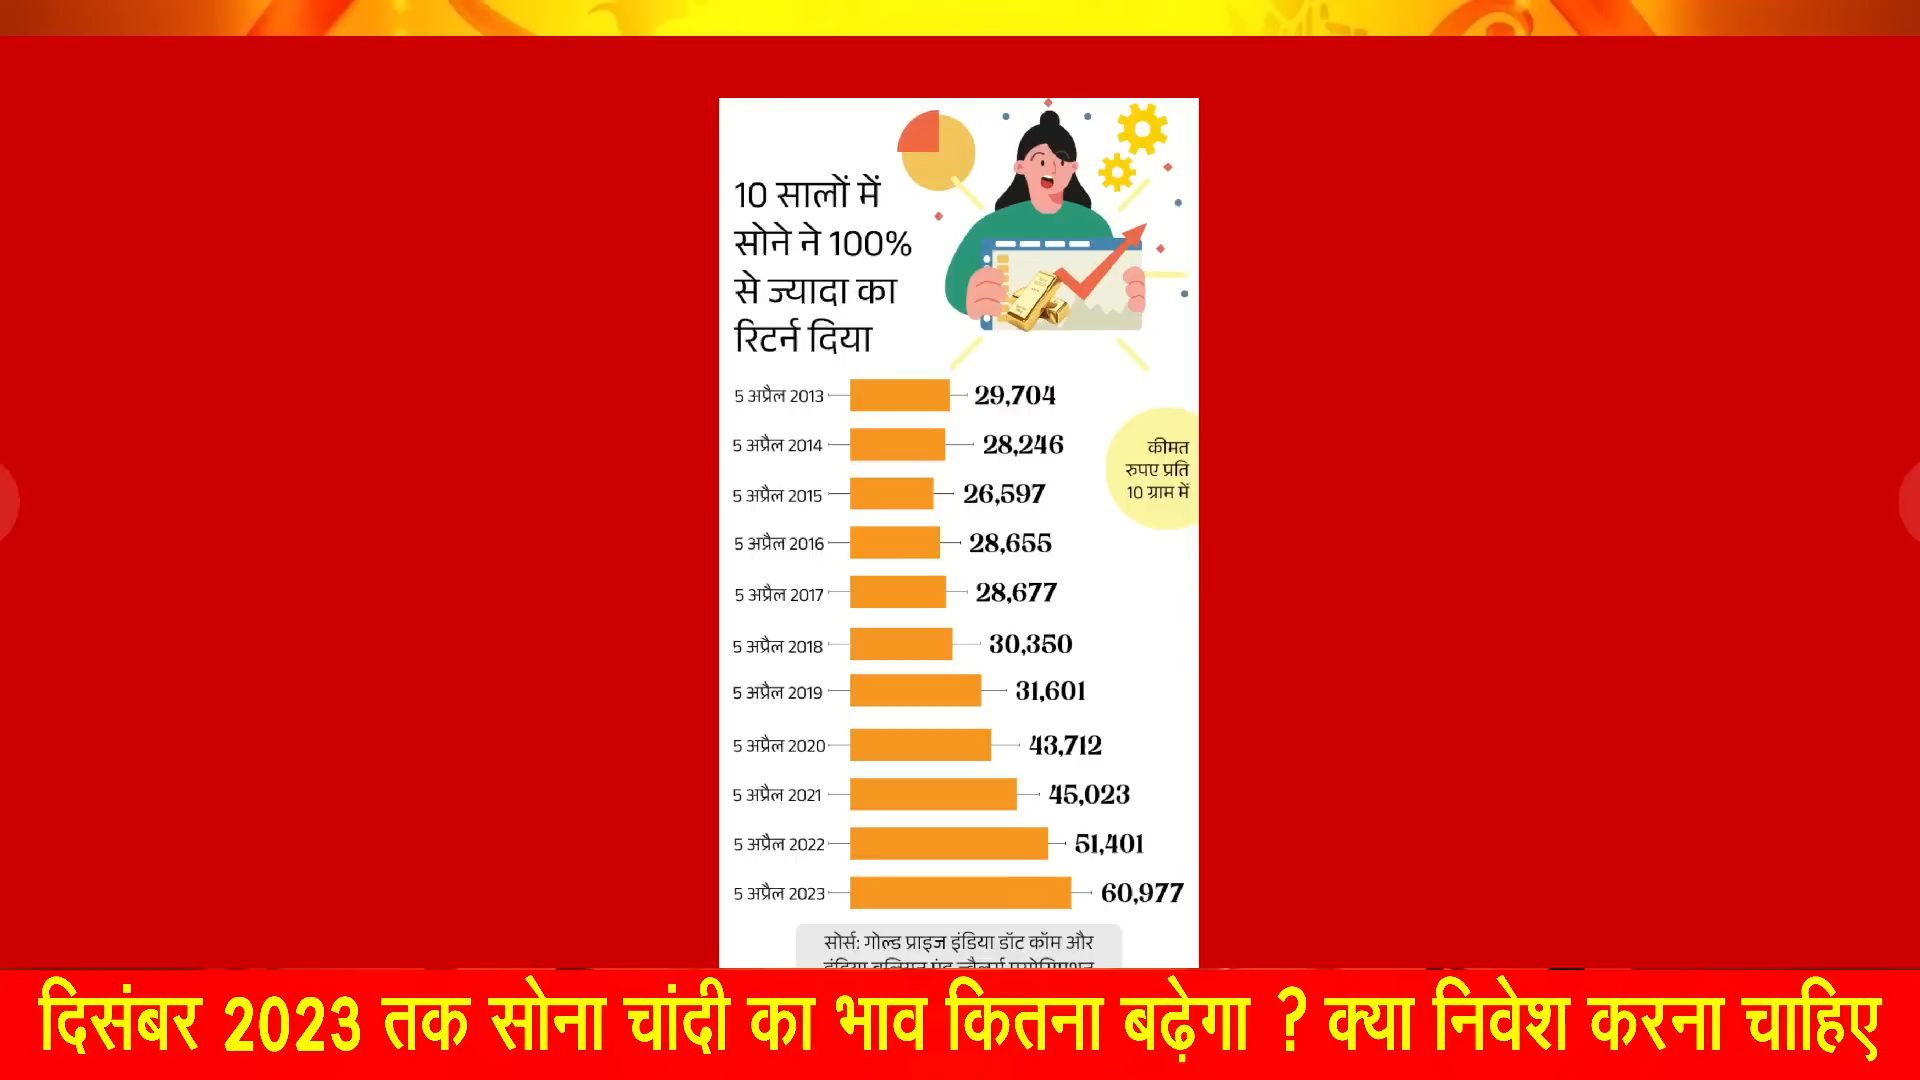 10 सालों में
सोने ने 100%
से ज्यादा का
रिटर्न दिया
5 अप्रैल 2013 29,704
5 अप्रैल 2014 28,246
कीमत
रुपए प्रति
10 ग्राम में
5 अप्रैल 2015 26,597
5 अप्रैल 2016 28,655
5 अप्रैल 2017 28,677
5 अप्रैल 2018 30,350
5 अप्रैल 2019 31,601
5 अप्रैल 2020 43,712
5 अप्रैल 2021 45,023
5 अप्रैल 2022 51,401
5 अप्रैल 2023 60,977
सोर्स: गोल्ड प्राइज इंडिया डॉट कॉम और
दिसंबर 2023 तक सोना चांदी का भाव कितना बढ़ेगा ? क्या निवेश करना चाहिए